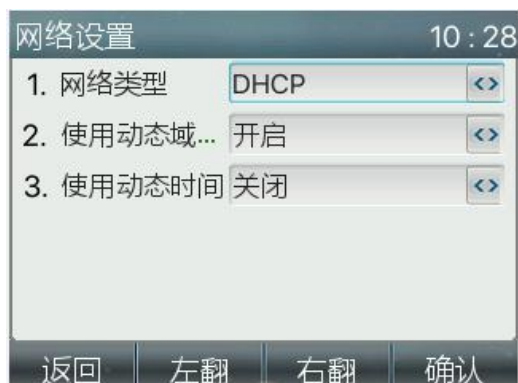 网络设置 10 : 28
1. 网络类型 DHCP
2. 使用动态域... 开启
3. 使用动态时间 关闭
返回 左翻 右翻 确认